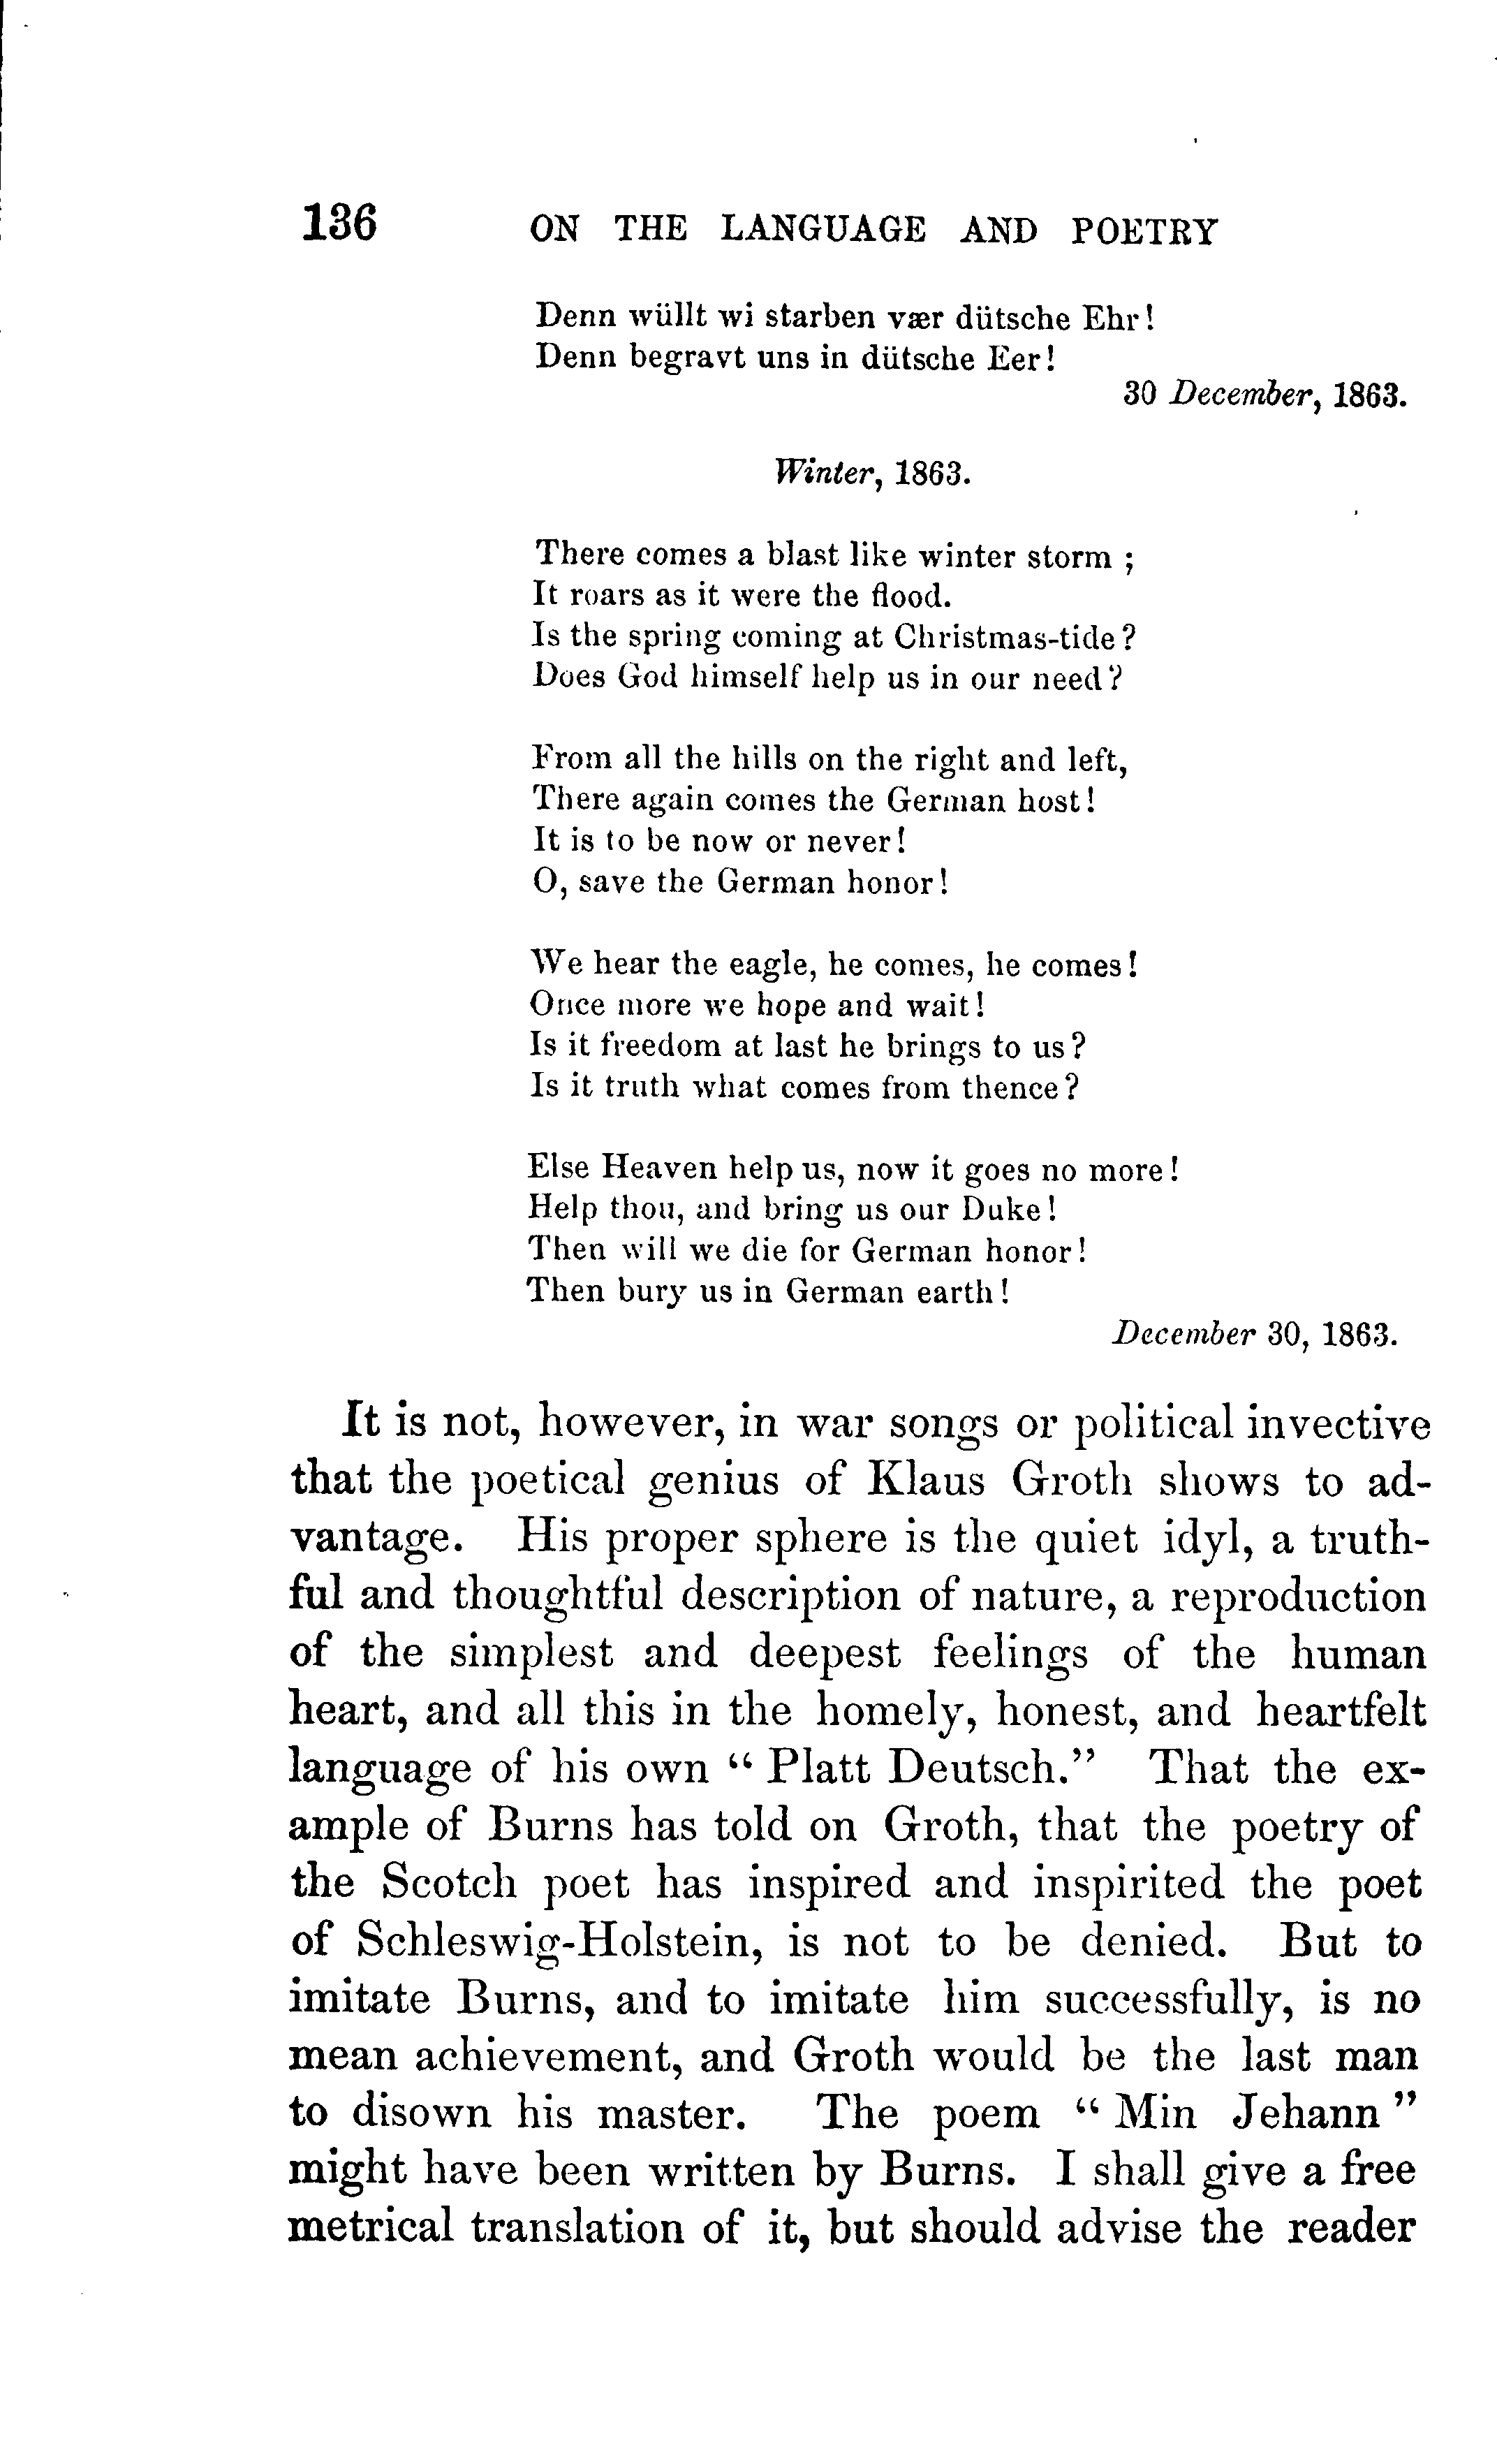 136 ON THE LANGUAGE AND POETRY
Denn wüllt wi starben vær dütsche Ehr!
Denn begravt uns in dütsche Eer!
30 December, 1863.
Winter, 1863.
There comes a blast like winter storm ;
It roars as it were the flood.
Is the spring coming at Christmas-tide?
Does God himself help us in our need?
From all the hills on the right and left,
There again comes the German host!
It is to be now or never!
O, save the German honor!
We hear the eagle, he comes, he comes!
Once more we hope and wait!
Is it freedom at last he brings to us?
Is it truth what comes from thence?
Else Heaven help us, now it goes no more!
Help thou, and bring us our Duke!
Then will we die for German honor!
Then bury us in German earth!
December 30, 1863.
It is not, however, in war songs or political invective
that the poetical genius of Klaus Groth shows to ad-
vantage. His proper sphere is the quiet idyl, a truth-
ful and thoughtful description of nature, a reproduction
of the simplest and deepest feelings of the human
heart, and all this in the homely, honest, and heartfelt
language of his own “ Platt Deutsch.” That the ex-
ample of Burns has told on Groth, that the poetry of
the Scotch poet has inspired and inspirited the poet
of Schleswig-Holstein, is not to be denied. But to
imitate Burns, and to imitate him successfully, is no
mean achievement, and Groth would be the last man
to disown his master. The poem “ Min Jehann ”
might have been written by Burns. I shall give a free
metrical translation of it, but should advise the reader